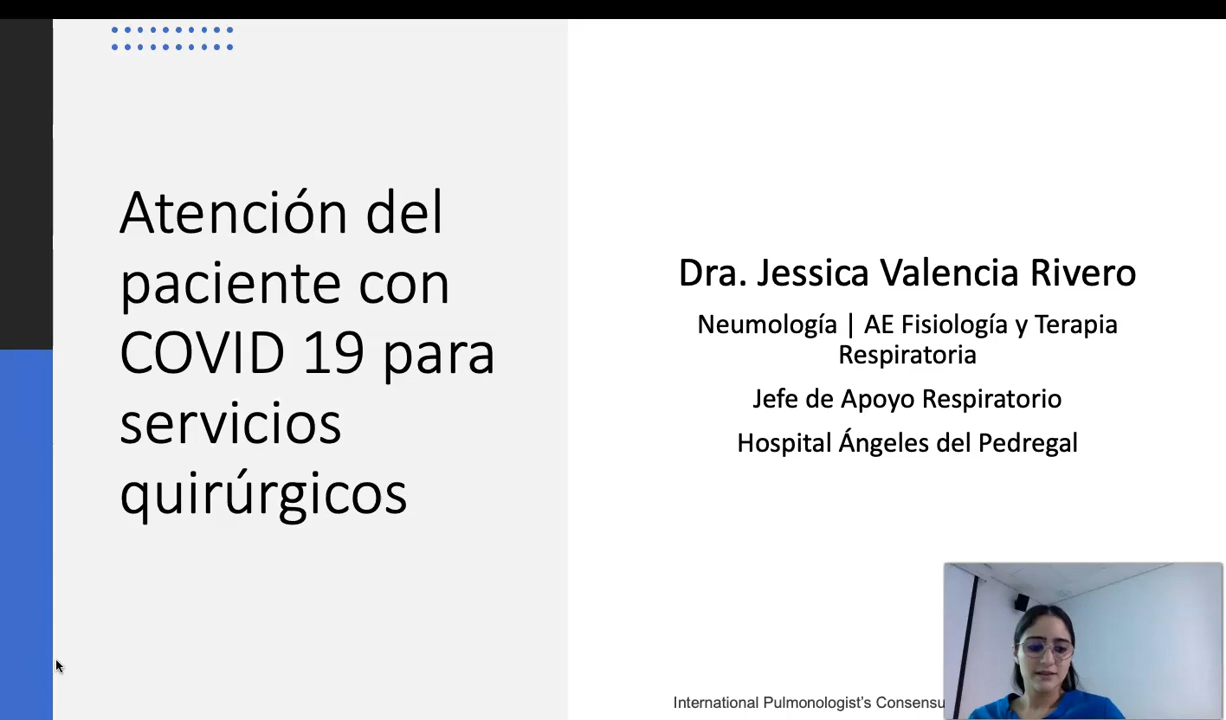 Atención del
paciente con
COVID 19 para
servicios
quirúrgicos
Dra. Jessica Valencia Rivero
Neumología | AE Fisiología y Terapia
Respiratoria
Jefe de Apoyo Respiratorio
Hospital Ángeles del Pedregal
International Pulmonologist's